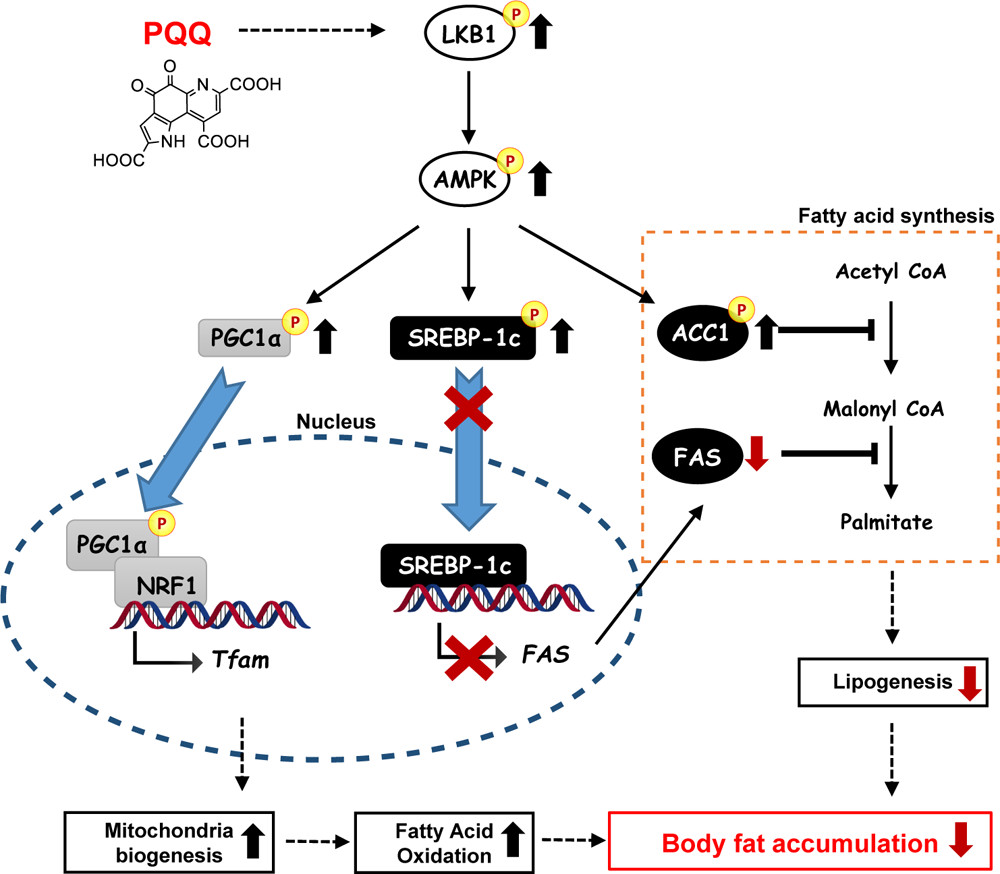 PQQ
P
LKB1
O
O
N
COOH
NH
COOH
HOOC
P
AMPK
Fatty acid synthesis
Acetyl CoA
P
PGC1α
P
SREBP-1c
P
ACC1
Malonyl CoA
Nucleus
FAS
Palmitate
P
PGC1α
NRF1
SREBP-1c
Tfam
FAS
Lipogenesis
Mitochondria
biogenesis
Fatty Acid
Oxidation
Body fat accumulation